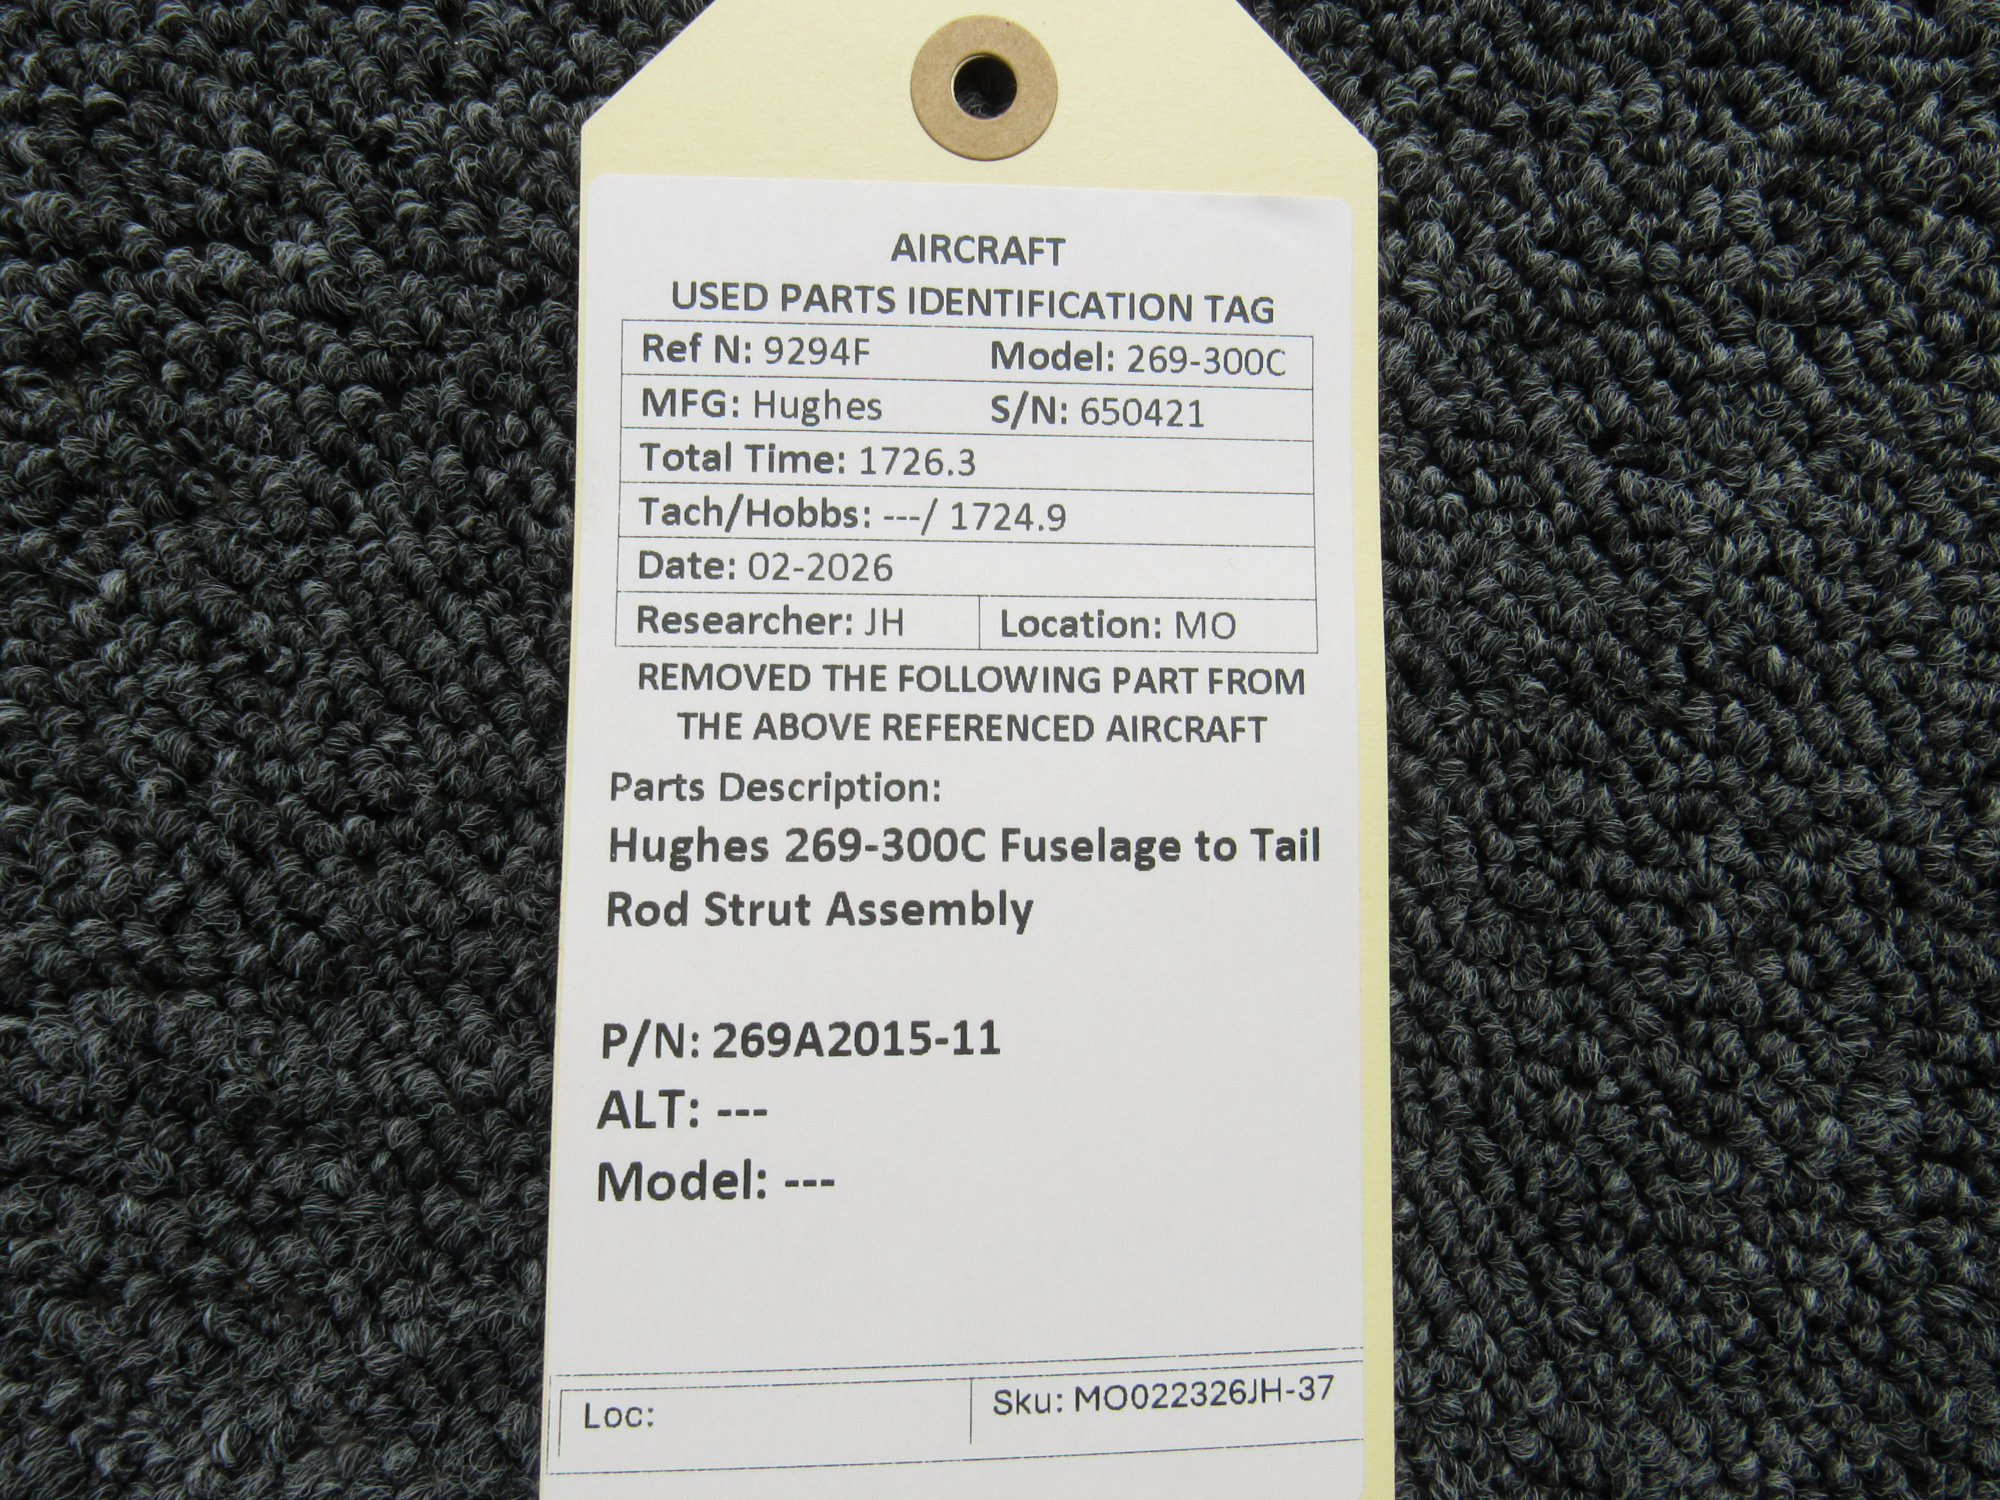 AIRCRAFT
USED PARTS IDENTIFICATION TAG
Ref N: 9294F Model: 269-300C
MFG: Hughes S/N: 650421
Total Time: 1726.3
Tach/Hobbs: ---/ 1724.9
Date: 02-2026
Researcher: JH Location: MO
REMOVED THE FOLLOWING PART FROM
THE ABOVE REFERENCED AIRCRAFT
Parts Description:
Hughes 269-300C Fuselage to Tail
Rod Strut Assembly
P/N: 269A2015-11
ALT: ---
Model: ---
Loc: Sku: MO022326JH-37